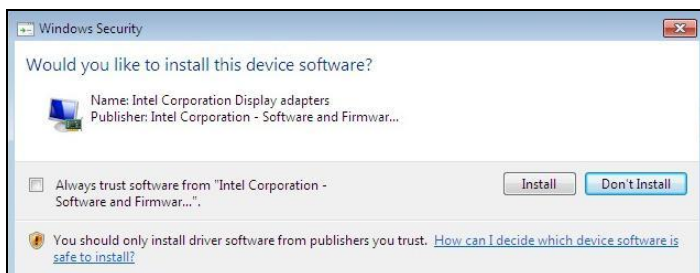 Windows Security
Would you like to install this device software?
Name: Intel Corporation Display adapters
Publisher: Intel Corporation - Software and Firmwar...
Always trust software from "Intel Corporation -
Software and Firmwar...".
Install
Don't Install
You should only install driver software from publishers you trust. How can I decide which device software is
safe to install?